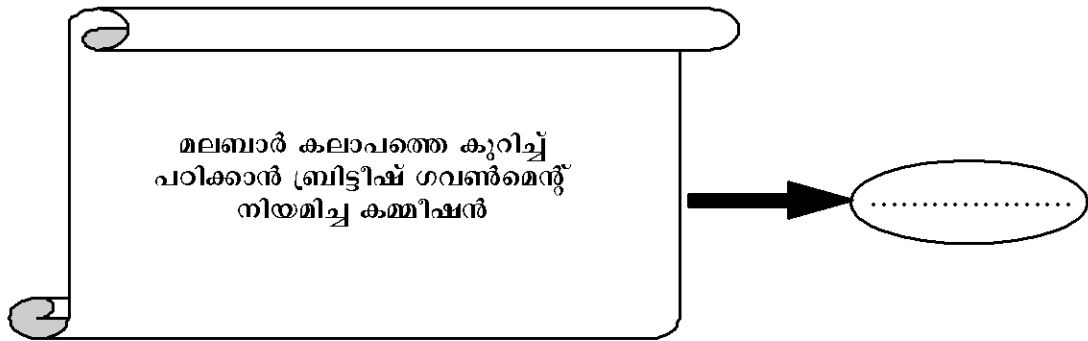 മലബാർ കലാപത്തെ കുറിച്ച്
പഠിക്കാൻ ബ്രിട്ടീഷ് ഗവൺമെന്റ്
നിയമിച്ച കമ്മീഷൻ
..................